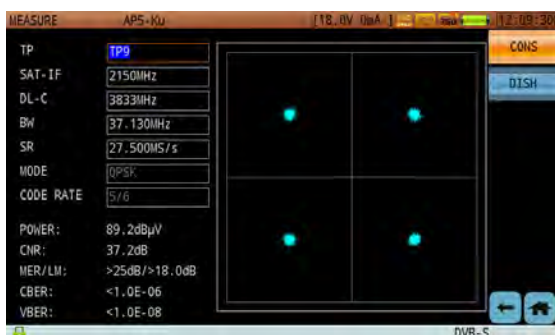 MEASURE APS-Ku [18.0V 0mA ] 12:09:30
TP TP9 CONS
SAT-IF 2150MHz DISH
DL-C 3833MHz
BW 37.130MHz
SR 27.500MS/s
MODE QPSK
CODE RATE 5/6
POWER: 89.2dBμV
CNR: 37.2dB
MER/LM: >25dB/>18.0dB
CBER: <1.0E-06
VBER: <1.0E-08
DVB-S